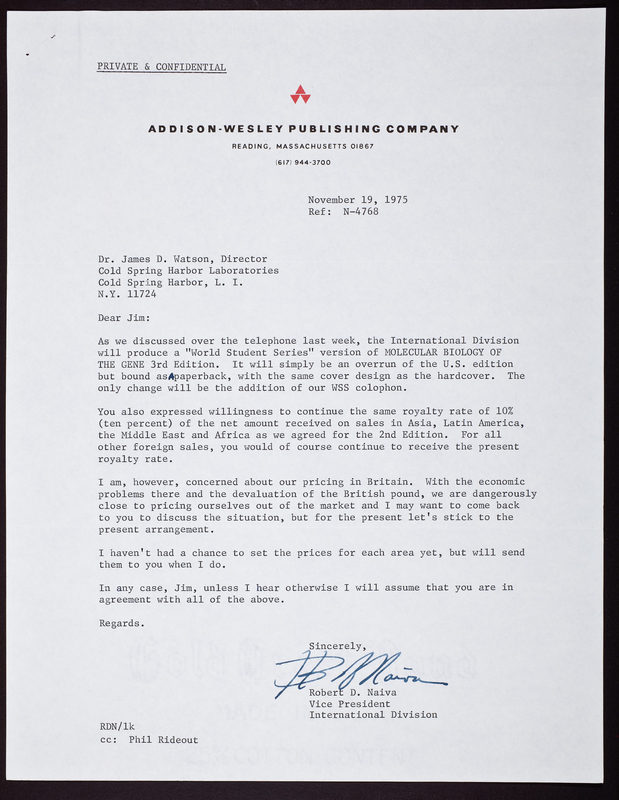 PRIVATE & CONFIDENTIAL
ADDISON-WESLEY PUBLISHING COMPANY
READING, MASSACHUSETTS 01867
(617) 944-3700
November 19, 1975
Ref: N-4768
Dr. James D. Watson, Director
Cold Spring Harbor Laboratories
Cold Spring Harbor, L. I.
N.Y. 11724
Dear Jim:
As we discussed over the telephone last week, the International Division
will produce a "World Student Series" version of MOLECULAR BIOLOGY OF
THE GENE 3rd Edition. It will simply be an overrun of the U.S. edition
but bound as A paperback, with the same cover design as the hardcover. The
only change will be the addition of our WSS colophon.
You also expressed willingness to continue the same royalty rate of 10%
(ten percent) of the net amount received on sales in Asia, Latin America,
the Middle East and Africa as we agreed for the 2nd Edition. For all
other foreign sales, you would of course continue to receive the present
royalty rate.
I am, however, concerned about our pricing in Britain. With the economic
problems there and the devaluation of the British pound, we are dangerously
close to pricing ourselves out of the market and I may want to come back
to you to discuss the situation, but for the present let's stick to the
present arrangement.
I haven't had a chance to set the prices for each area yet, but will send
them to you when I do.
In any case, Jim, unless I hear otherwise I will assume that you are in
agreement with all of the above.
Regards.
Sincerely,
R D Naiva
Robert D. Naiva
Vice President
International Division
RDN/lk
cc: Phil Rideout